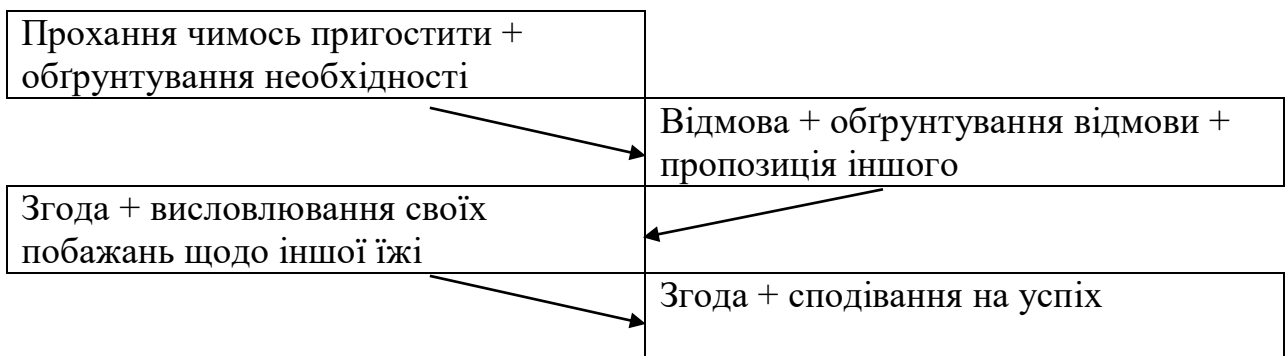 Прохання чимось пригостити +
обґрунтування необхідності
Відмова + обґрунтування відмови +
пропозиція іншого
Згода + висловлювання своїх
побажань щодо іншої їжі
Згода + сподівання на успіх